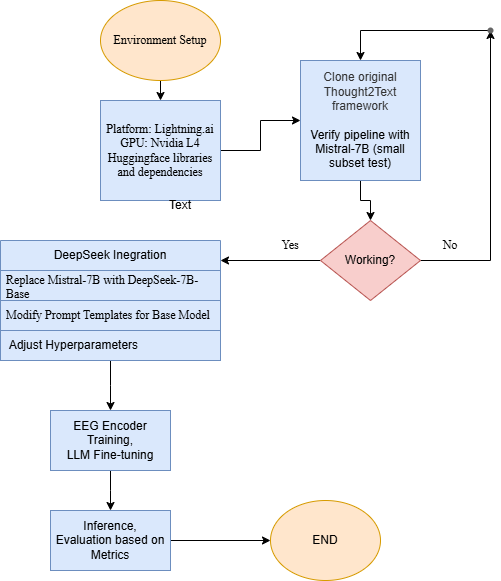 Environment Setup
Platform: Lightning.ai
GPU: Nvidia L4
Huggingface libraries
and dependencies
Text
Clone original
Thought2Text
framework
Verify pipeline with
Mistral-7B (small
subset test)
Working?
Yes
No
DeepSeek Inegration
Replace Mistral-7B with DeepSeek-7B-
Base
Modify Prompt Templates for Base Model
Adjust Hyperparameters
EEG Encoder
Training,
LLM Fine-tuning
Inference,
Evaluation based on
Metrics
END